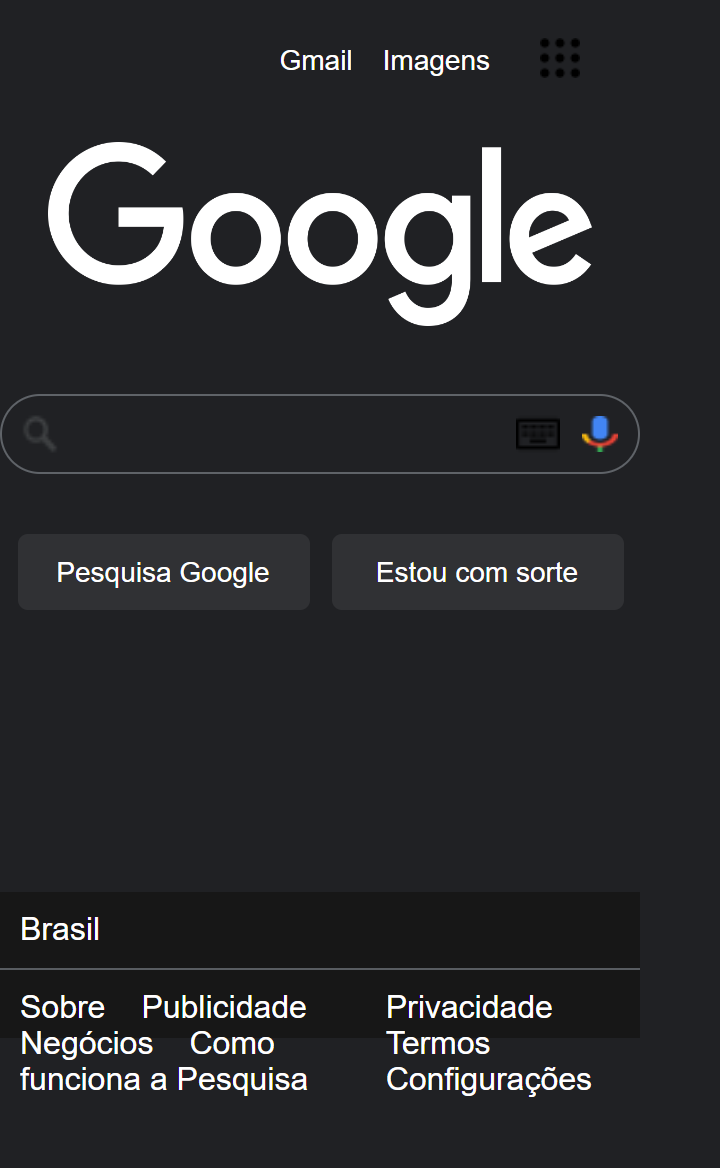 Gmail Imagens
Google
Pesquisa Google Estou com sorte
Brasil
Sobre Publicidade
Negócios Como
funciona a Pesquisa
Privacidade
Termos
Configurações